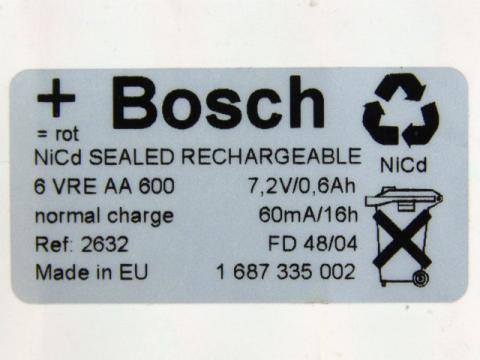 + Bosch
= rot
NiCd SEALED RECHARGEABLE
NiCd
6 VRE AA 600 7,2V/0,6Ah
normal charge 60mA/16h
Ref: 2632 FD 48/04
Made in EU 1 687 335 002